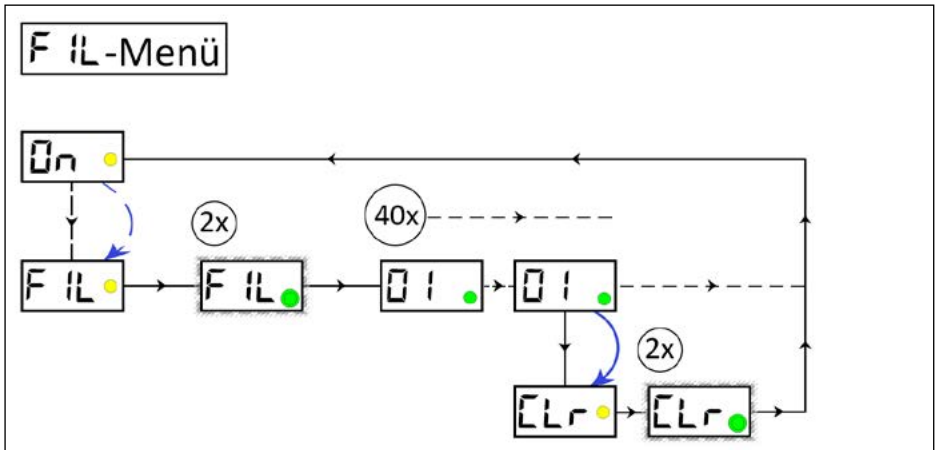 FIL-Menü
On
2x
40x
FIL
FIL
01
01
2x
CLr
CLr